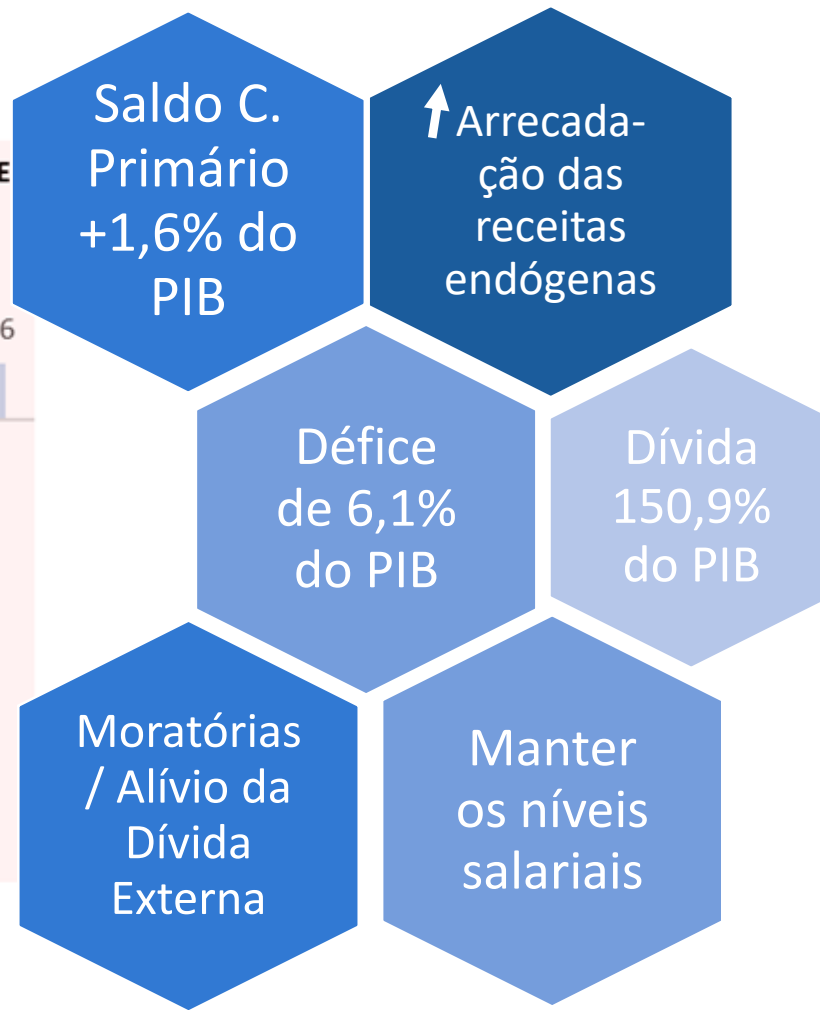 Saldo C.
Primário
+1,6% do
PIB
Arrecada-
ção das
receitas
endógenas
E
6
Défice
de 6,1%
do PIB
Dívida
150,9%
do PIB
Moratórias
/ Alívio da
Dívida
Externa
Manter
os níveis
salariais